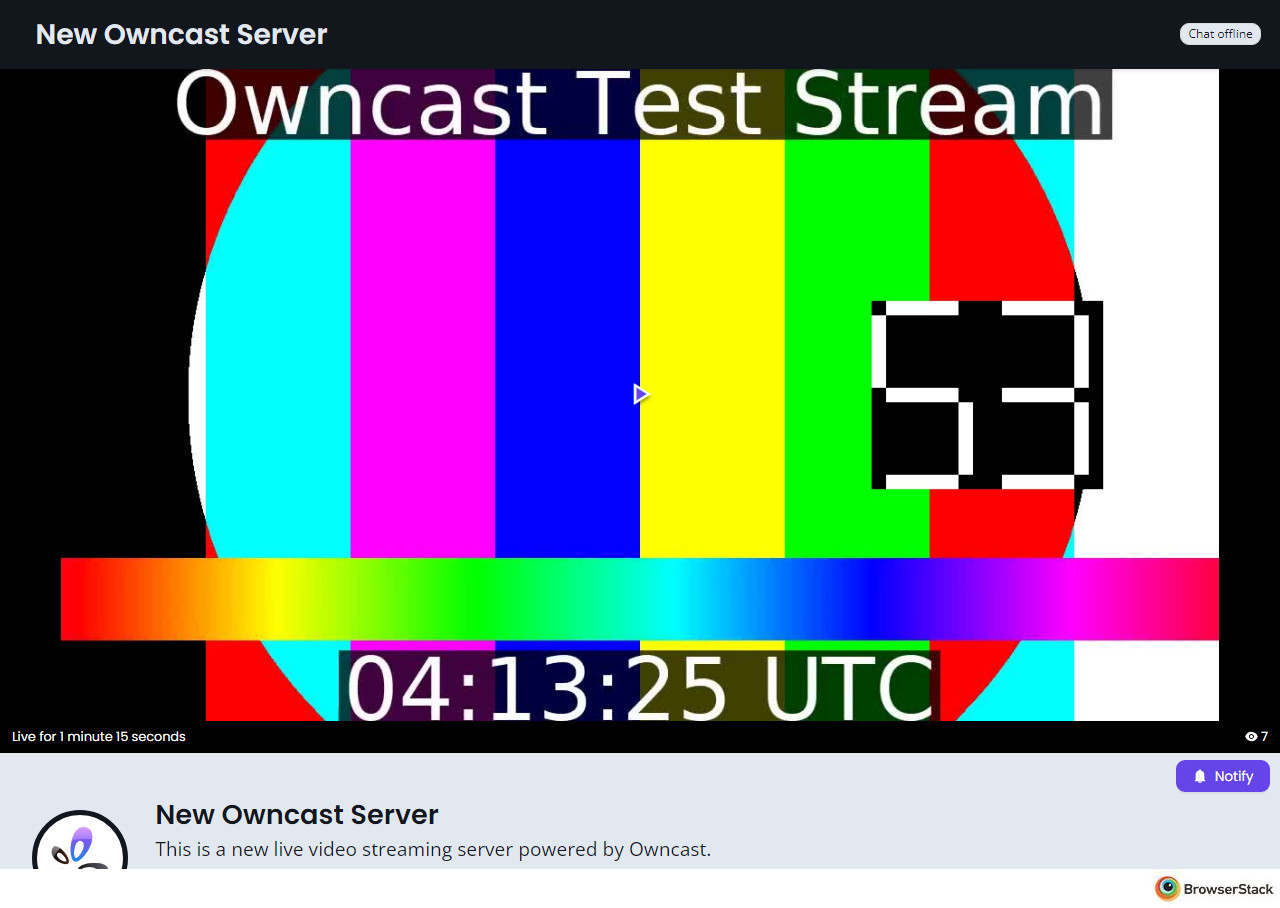 New Owncast Server
Chat offline
Owncast Test Stream
53
04:13:25 UTC
Live for 1 minute 15 seconds
7
Notify
New Owncast Server
This is a new live video streaming server powered by Owncast.
BrowserStack